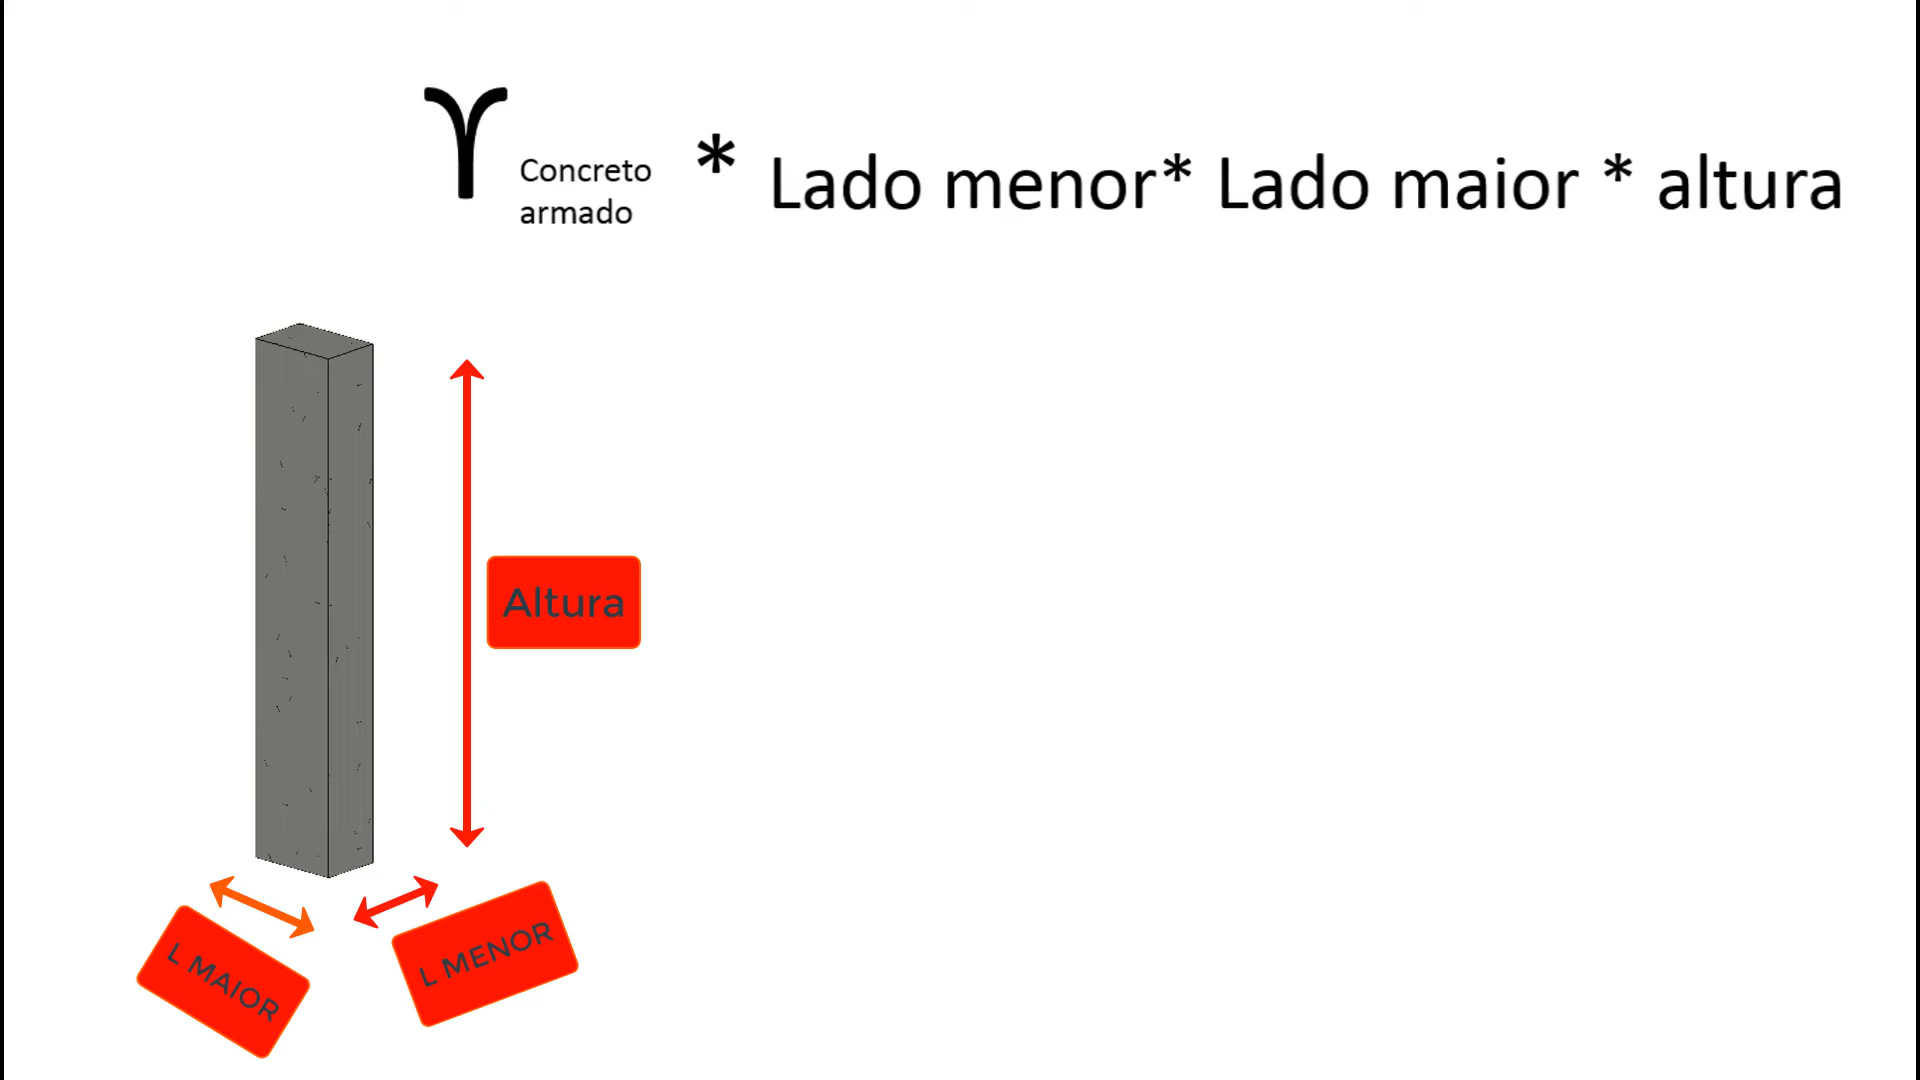 ϒ Concreto armado * Lado menor* Lado maior * altura
Altura
L MAIOR
L MENOR